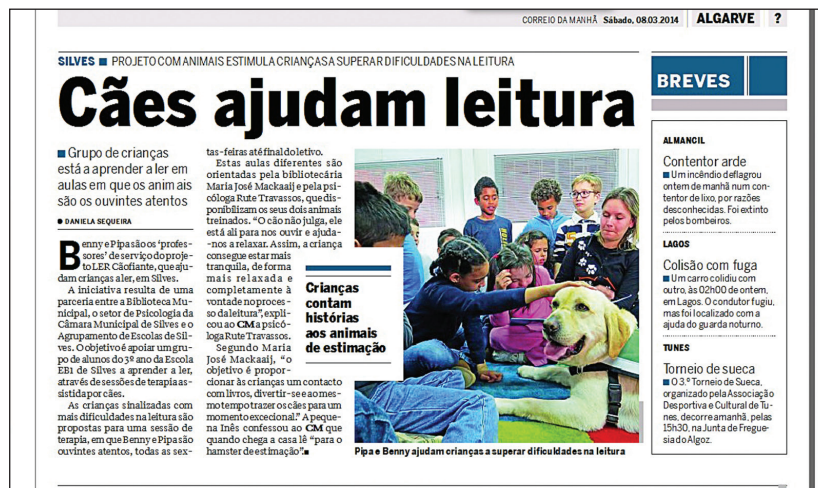 CORREIO DA MANHÃ Sábado, 08.03.2014 ALGARVE ?
SILVES ■ PROJETO COM ANIMAIS ESTIMULA CRIANÇAS A SUPERAR DIFICULDADES NA LEITURA
Cães ajudam leitura
■ Grupo de crianças
está a aprender a ler em
aulas em que os animais
são os ouvintes atentos
● DANIELA SEQUEIRA
Benny e Pipa são os ‘profes-
sores’ de serviço do proje-
to LER Cãofiante, que aju-
dam crianças a ler, em Silves.
A iniciativa resulta de uma
parceria entre a Biblioteca Mu-
nicipal, o setor de Psicologia da
Câmara Municipal de Silves e o
Agrupamento de Escolas de Sil-
ves. O objetivo é apoiar um gru-
po de alunos do 3º ano da Escola
EB1 de Silves a aprender a ler,
através de sessões de terapia as-
sistida por cães.
As crianças sinalizadas com
mais dificuldades na leitura são
propostas para uma sessão de
terapia, em que Benny e Pipa são
ouvintes atentos, todas as sex-
tas-feiras até final do letivo.
Estas aulas diferentes são
orientadas pela bibliotecária
Maria José Mackaaij e pela psi-
cóloga Rute Travassos, que dis-
ponibilizam os seus dois animais
treinados. “O cão não julga, ele
está ali para nos ouvir e ajuda-
-nos a relaxar. Assim, a criança
consegue estar mais
tranquila, de forma
mais relaxada e
completamente à
vontade no proces-
so da leitura”, expli-
cou ao CM a psicó-
loga Rute Travassos.
Segundo Maria
José Mackaaij, “o
objetivo é propor-
cionar às crianças um contacto
com livros, divertir-se e ao mes-
mo tempo trazer os cães para um
momento excecional.” A peque-
na Inês confessou ao CM que
quando chega a casa lê “para o
hamster de estimação”.■
Crianças
contam
histórias
aos animais
de estimação
Pipa e Benny ajudam crianças a superar dificuldades na leitura
BREVES
ALMANCIL
Contentor arde
■ Um incêndio deflagrou
ontem de manhã num con-
tentor de lixo, por razões
desconhecidas. Foi extinto
pelos bombeiros.
LAGOS
Colisão com fuga
■ Um carro colidiu com
outro, às 02h00 de ontem,
em Lagos. O condutor fugiu,
mas foi localizado com a
ajuda do guarda noturno.
TUNES
Torneio de sueca
■ O 3.º Torneio de Sueca,
organizado pela Associação
Desportiva e Cultural de Tu-
nes, decorre amanhã, pelas
15h30, na Junta de Fregue-
sia do Algoz.